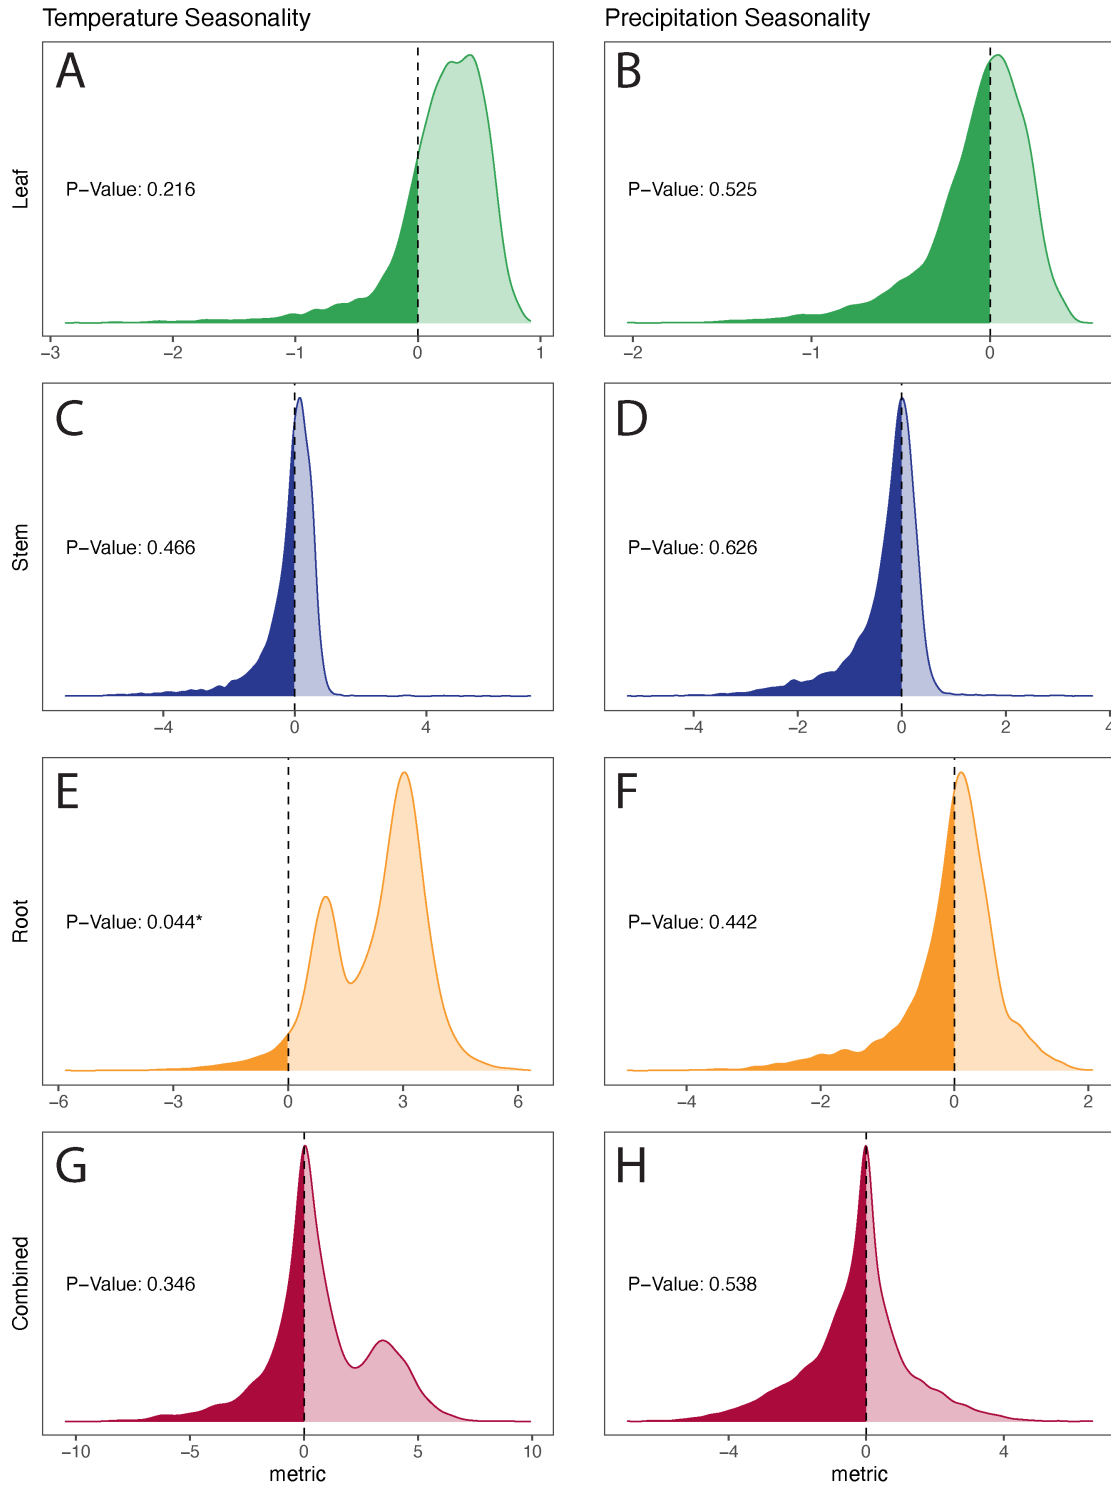 Temperature Seasonality
Precipitation Seasonality
A
Leaf
P-Value: 0.216
−3 −2 −1 0 1
B
P-Value: 0.525
−2 −1 0
C
Stem
P-Value: 0.466
−4 0 4
D
P-Value: 0.626
−4 −2 0 2 4
E
Root
P-Value: 0.044*
−6 −3 0 3 6
F
P-Value: 0.442
−4 −2 0 2
G
Combined
P-Value: 0.346
−10 −5 0 5 10
metric
H
P-Value: 0.538
−4 0 4
metric